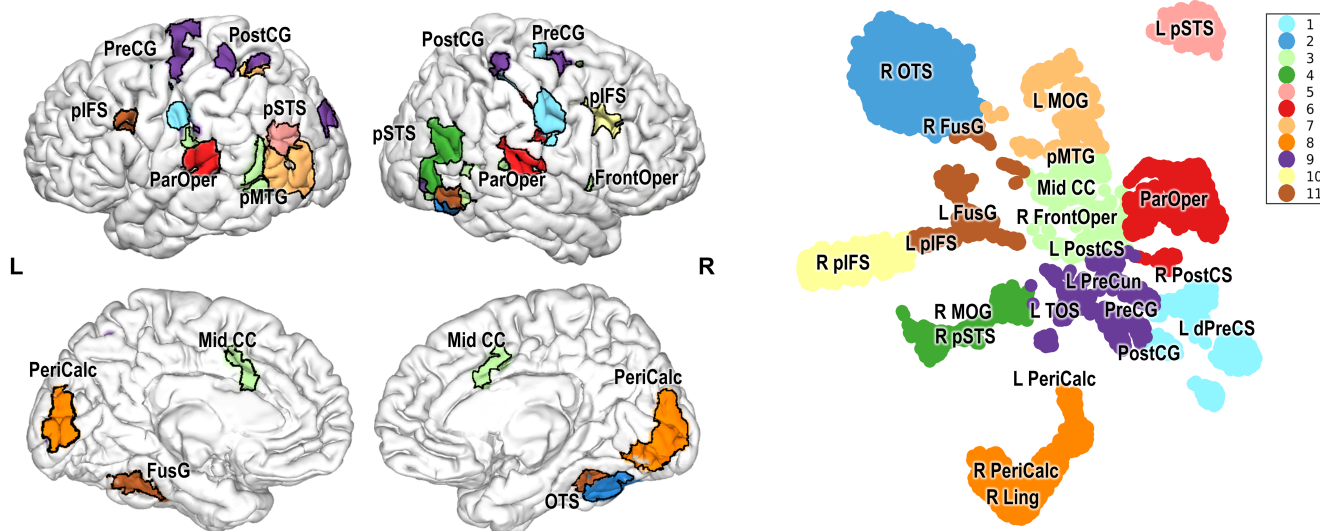 PreCG
PostCG
pIFS
pSTS
ParOper
pMTG
PostCG
PreCG
pIFS
pSTS
ParOper
FrontOper
L
R
Mid CC
PeriCalc
FusG
Mid CC
PeriCalc
OTS
L pSTS
R OTS
L MOG
R FusG
pMTG
Mid CC
ParOper
L FusG
R FrontOper
L pIFS
L PostCS
R pIFS
R PostCS
L PreCun
R MOG
L TOS
PreCG
R pSTS
L dPreCS
PostCG
L PeriCalc
R PeriCalc
R Ling
1
2
3
4
5
6
7
8
9
10
11